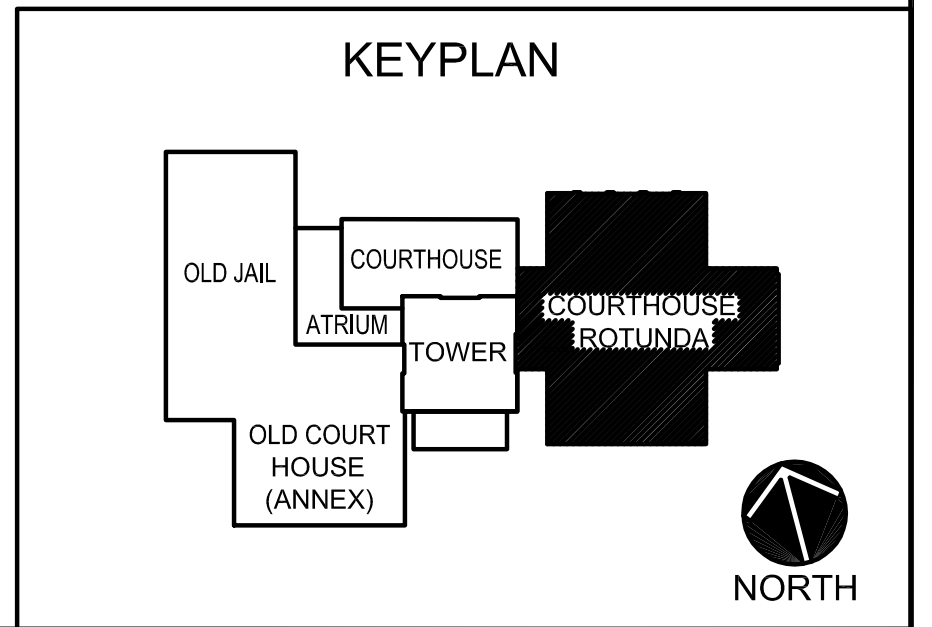 KEYPLAN
OLD JAIL
COURTHOUSE
ATRIUM
TOWER
COURTHOUSE
ROTUNDA
OLD COURT
HOUSE
(ANNEX)
NORTH